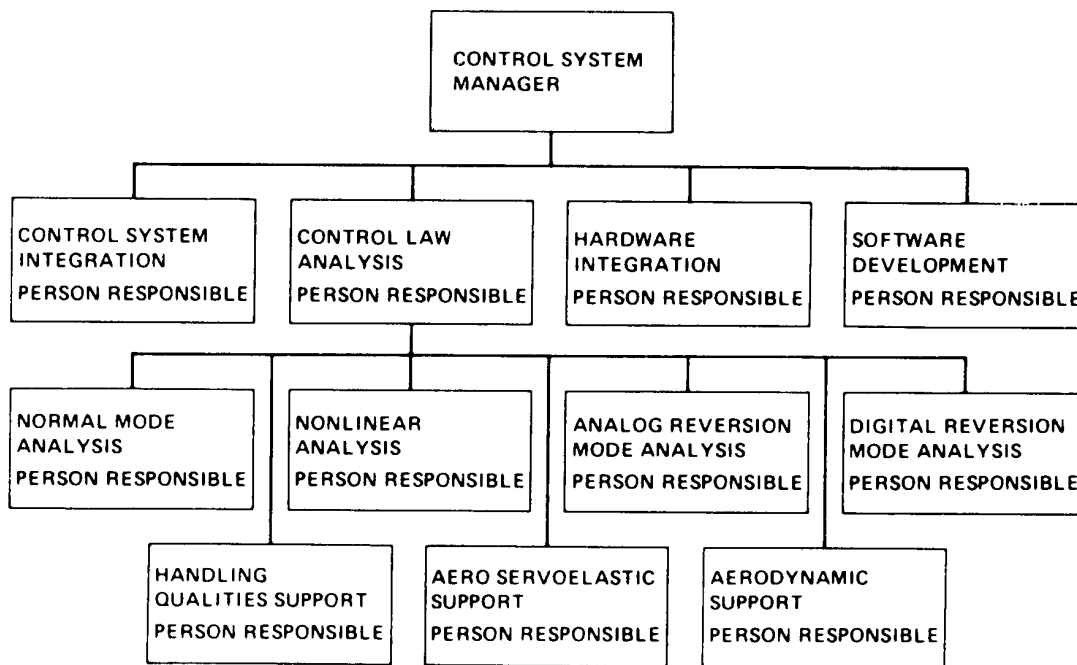 CONTROL SYSTEM
MANAGER
CONTROL SYSTEM
INTEGRATION
PERSON RESPONSIBLE
CONTROL LAW
ANALYSIS
PERSON RESPONSIBLE
HARDWARE
INTEGRATION
PERSON RESPONSIBLE
SOFTWARE
DEVELOPMENT
PERSON RESPONSIBLE
NORMAL MODE
ANALYSIS
PERSON RESPONSIBLE
NONLINEAR
ANALYSIS
PERSON RESPONSIBLE
ANALOG REVERSION
MODE ANALYSIS
PERSON RESPONSIBLE
DIGITAL REVERSION
MODE ANALYSIS
PERSON RESPONSIBLE
HANDLING
QUALITIES SUPPORT
PERSON RESPONSIBLE
AERO SERVOELASTIC
SUPPORT
PERSON RESPONSIBLE
AERODYNAMIC
SUPPORT
PERSON RESPONSIBLE